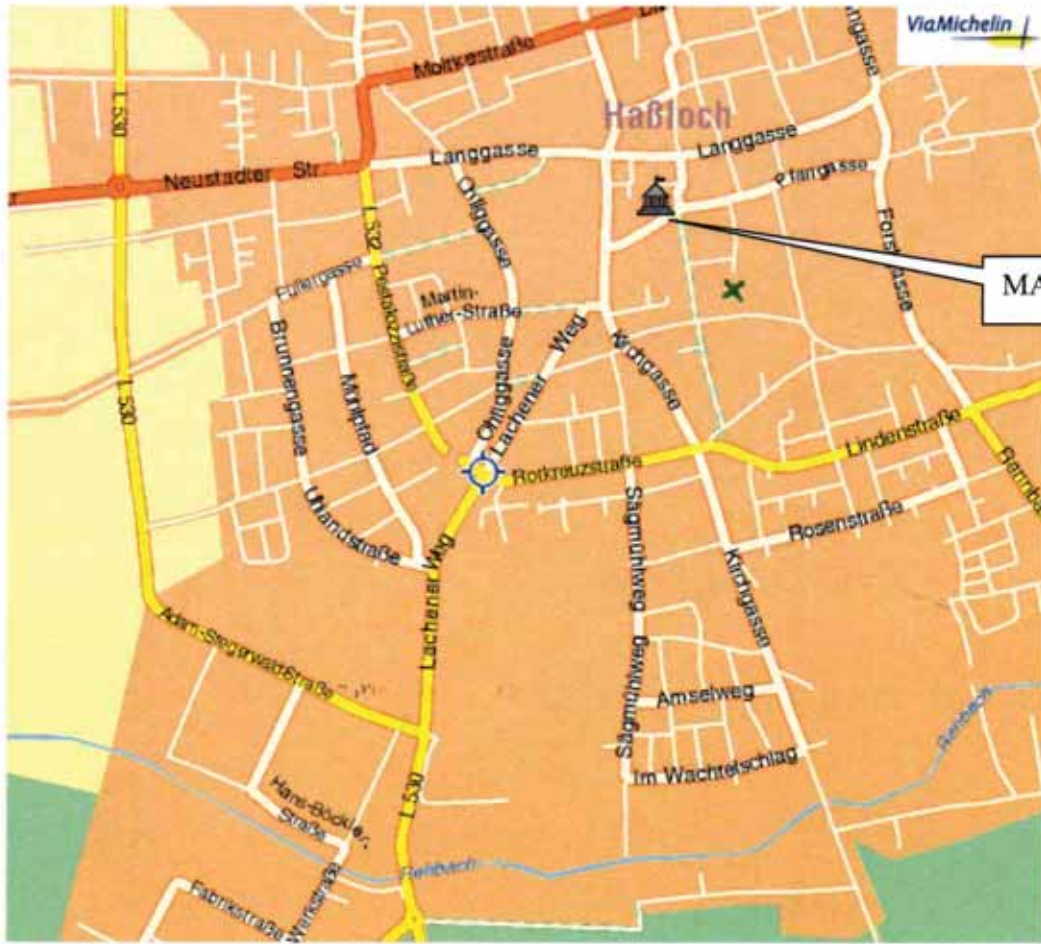 ViaMichelin
L 530
Moltkestraße
Haßloch
Langgasse
Langgasse
Neustadter Str
Pfarrgasse
Ohliggasse
L 532
Pestalozzistraße
Füllergasse
Forstgasse
MA
Martin-
Luther-Straße
Brunnengasse
Mühlpfad
Ohliggasse
Lachener Weg
Kirchgasse
L 530
Lindenstraße
Rotkreuzstraße
Rosenstraße
Uhlandstraße
Sägmühlweg
Kirchgasse
Lachener Weg
Adam-Stegerwald-Straße
Sägmühlweg
Amselweg
Rehbach
Im Wachtelschlag
L 530
Hans-Böckler-
Straße
Rehbach
Fabrikstraße
Werkstraße